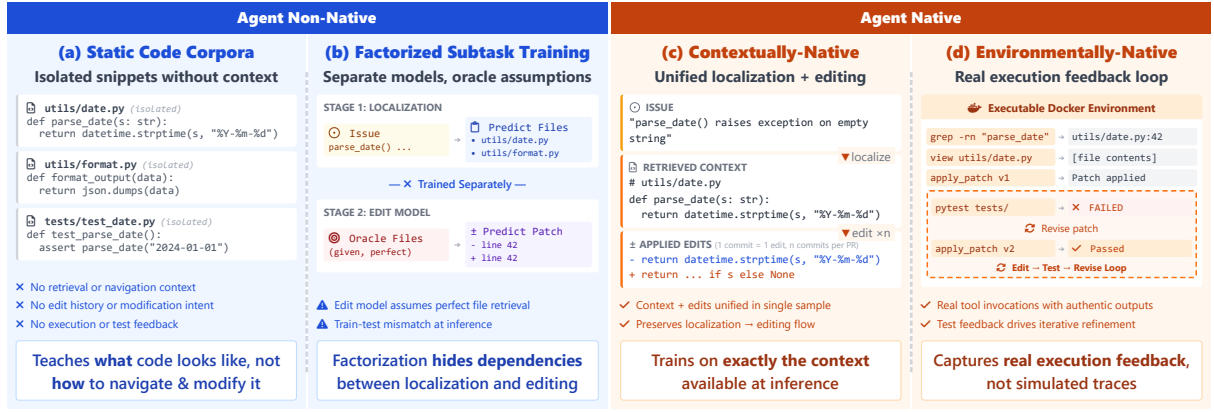 Agent Non-Native
Agent Native
(a) Static Code Corpora
Isolated snippets without context
utils/date.py (isolated)
def parse_date(s: str):
  return datetime.strptime(s, "%Y-%m-%d")
utils/format.py (isolated)
def format_output(data):
  return json.dumps(data)
tests/test_date.py (isolated)
def test_parse_date():
  assert parse_date("2024-01-01")
✕ No retrieval or navigation context
✕ No edit history or modification intent
✕ No execution or test feedback
Teaches what code looks like, not
how to navigate & modify it
(b) Factorized Subtask Training
Separate models, oracle assumptions
STAGE 1: LOCALIZATION
Issue
parse_date() ...
→
Predict Files
• utils/date.py
• utils/format.py
— ✕ Trained Separately —
STAGE 2: EDIT MODEL
Oracle Files
(given, perfect)
→
± Predict Patch
- line 42
+ line 42
Edit model assumes perfect file retrieval
Train-test mismatch at inference
Factorization hides dependencies
between localization and editing
(c) Contextually-Native
Unified localization + editing
ISSUE
"parse_date() raises exception on empty
string"
▼localize
RETRIEVED CONTEXT
# utils/date.py
def parse_date(s: str):
  return datetime.strptime(s, "%Y-%m-%d")
▼edit ×n
± APPLIED EDITS (1 commit = 1 edit, n commits per PR)
- return datetime.strptime(s, "%Y-%m-%d")
+ return ... if s else None
✓ Context + edits unified in single sample
✓ Preserves localization → editing flow
Trains on exactly the context
available at inference
(d) Environmentally-Native
Real execution feedback loop
Executable Docker Environment
grep -rn "parse_date" → utils/date.py:42
view utils/date.py → [file contents]
apply_patch v1 → Patch applied
pytest tests/ → ✕ FAILED
Revise patch
apply_patch v2 → ✓ Passed
Edit → Test → Revise Loop
✓ Real tool invocations with authentic outputs
✓ Test feedback drives iterative refinement
Captures real execution feedback,
not simulated traces